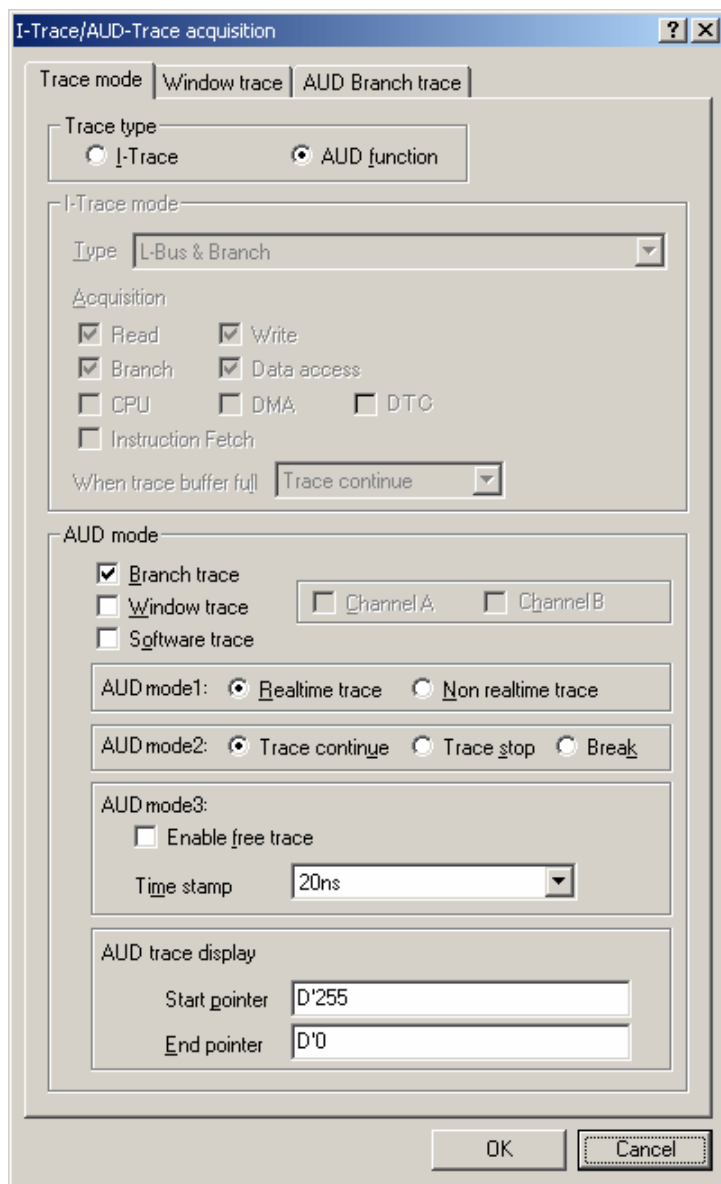 I-Trace/AUD-Trace acquisition
Trace mode Window trace AUD Branch trace
Trace type
I-Trace AUD function
I-Trace mode
Type L-Bus & Branch
Acquisition
Read Write
Branch Data access
CPU DMA DTC
Instruction Fetch
When trace buffer full Trace continue
AUD mode
Branch trace
Window trace Channel A Channel B
Software trace
AUD mode1: Realtime trace Non realtime trace
AUD mode2: Trace continue Trace stop Break
AUD mode3:
Enable free trace
Time stamp 20ns
AUD trace display
Start pointer D'255
End pointer D'0
OK Cancel